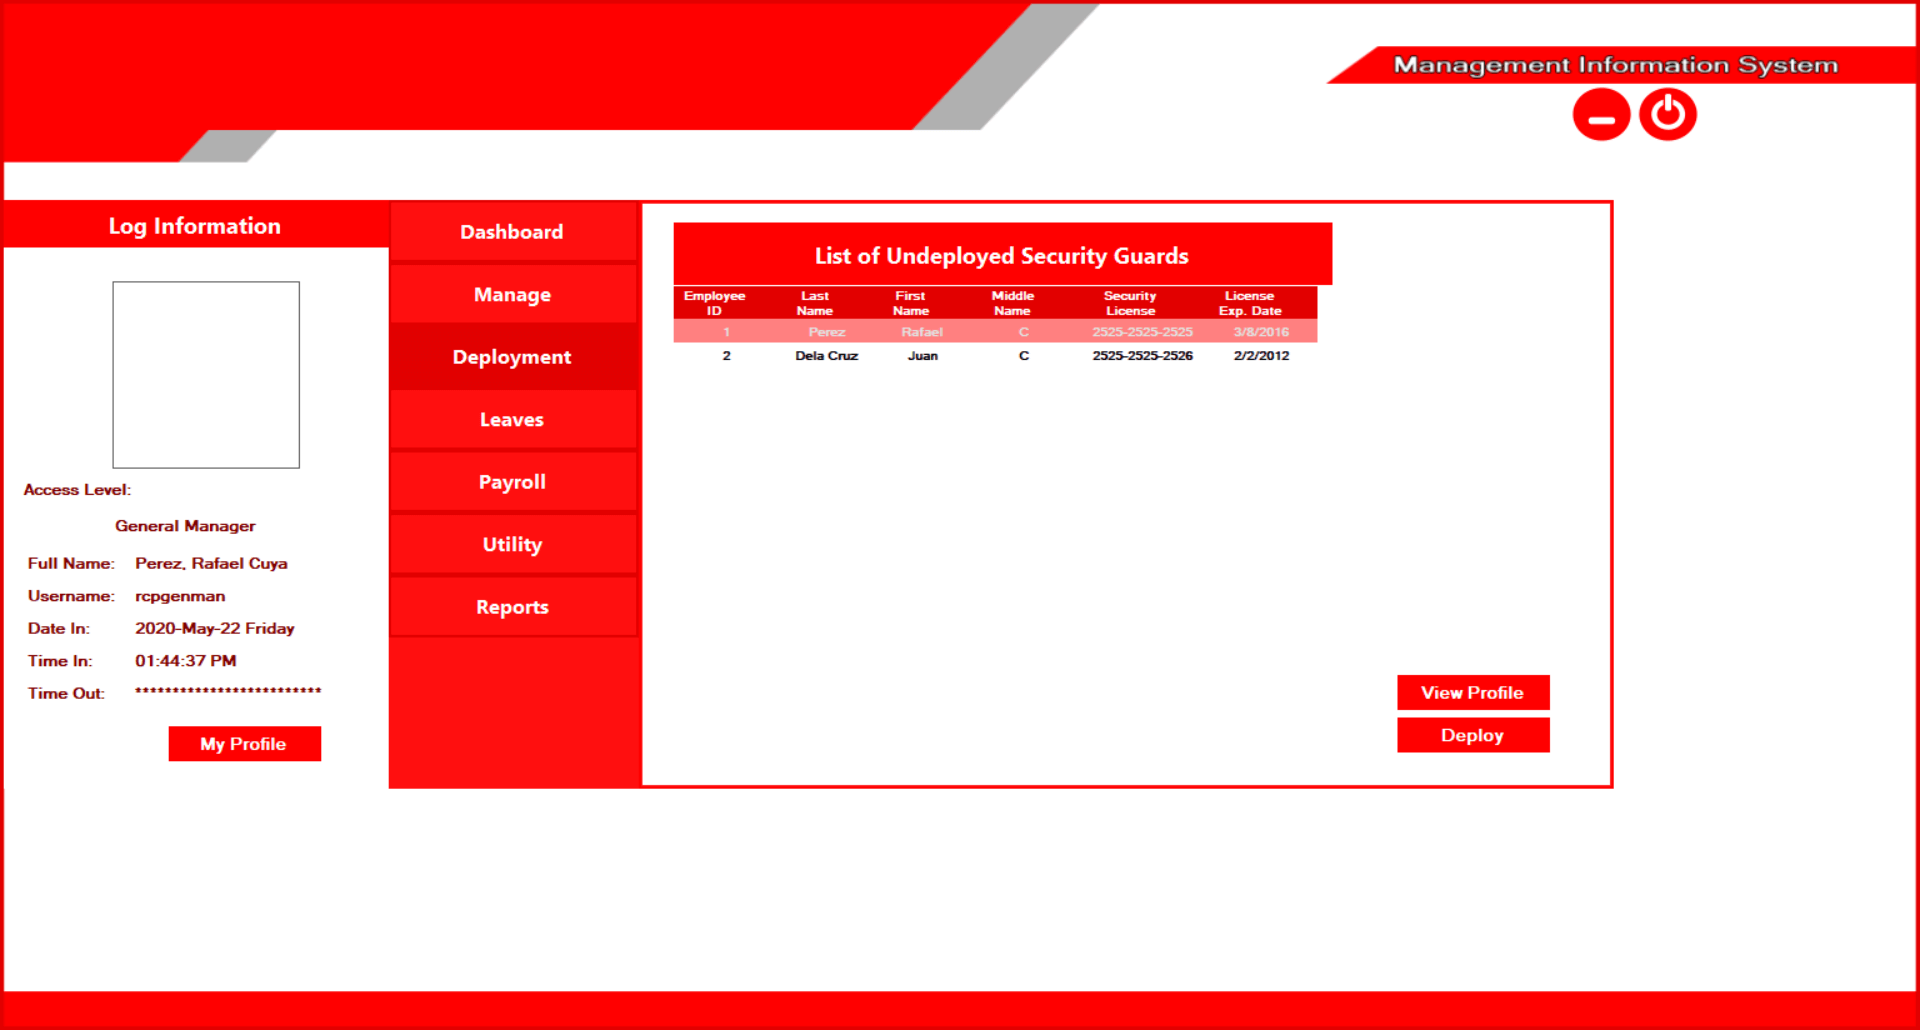 Management Information System
Log Information
Access Level:
General Manager
Full Name: Perez, Rafael Cuya
Username: rcpgenman
Date In: 2020-May-22 Friday
Time In: 01:44:37 PM
Time Out: *************************
My Profile
Dashboard
Manage
Deployment
Leaves
Payroll
Utility
Reports
List of Undeployed Security Guards
Employee ID Last Name First Name Middle Name Security License License Exp. Date
1 Perez Rafael C 2525-2525-2525 3/8/2016
2 Dela Cruz Juan C 2525-2525-2526 2/2/2012
View Profile
Deploy